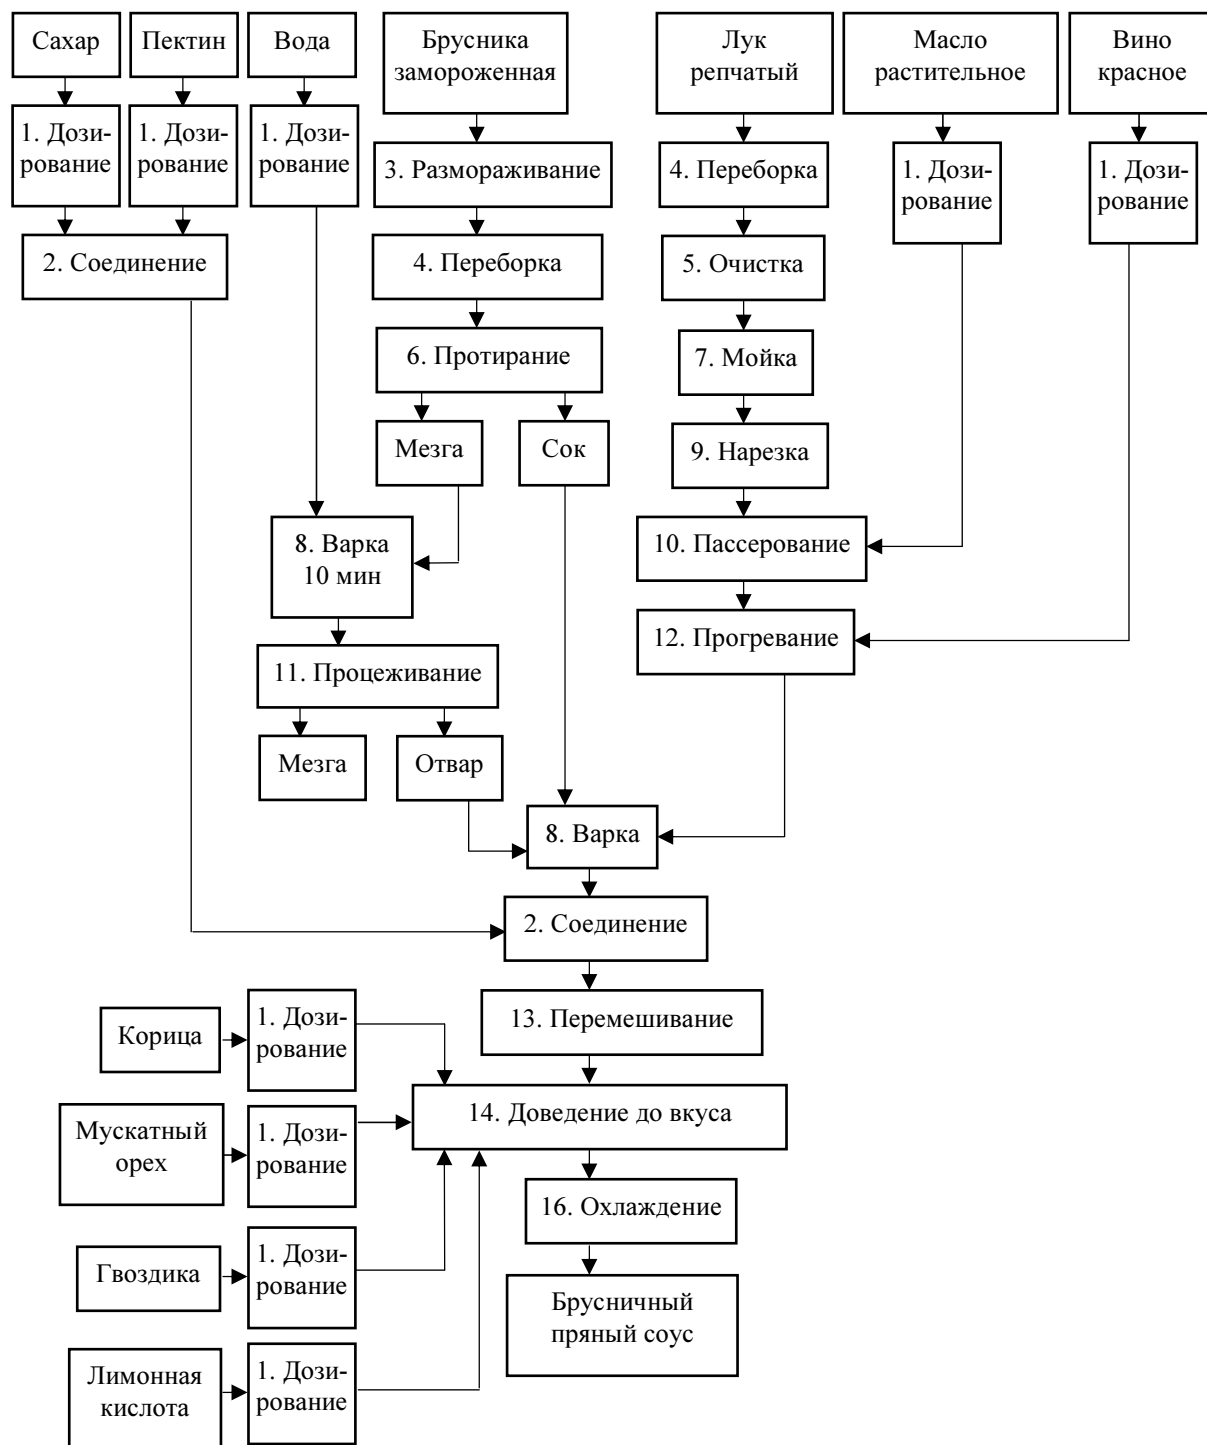 Сахар
Пектин
Вода
Брусника
замороженная
Лук
репчатый
Масло
растительное
Вино
красное
1. Дози-
рование
1. Дози-
рование
1. Дози-
рование
3. Размораживание
4. Переборка
1. Дози-
рование
1. Дози-
рование
2. Соединение
4. Переборка
5. Очистка
6. Протирание
7. Мойка
Мезга
Сок
9. Нарезка
8. Варка
10 мин
10. Пассерование
12. Прогревание
11. Процеживание
Мезга
Отвар
8. Варка
2. Соединение
Корица
1. Дози-
рование
13. Перемешивание
14. Доведение до вкуса
Мускатный
орех
1. Дози-
рование
16. Охлаждение
Гвоздика
1. Дози-
рование
Брусничный
пряный соус
Лимонная
кислота
1. Дози-
рование